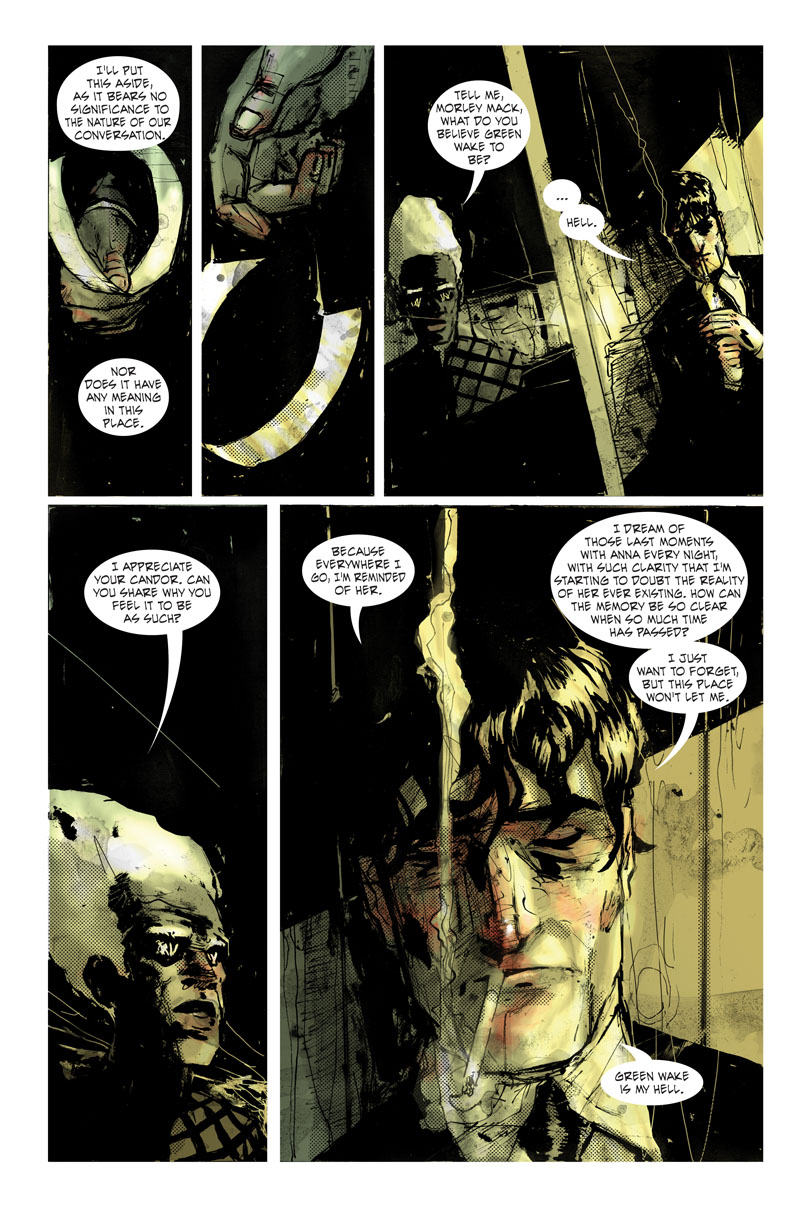 I'LL PUT
THIS ASIDE,
AS IT BEARS NO
SIGNIFICANCE TO
THE NATURE OF OUR
CONVERSATION.
NOR
DOES IT HAVE
ANY MEANING
IN THIS
PLACE.
TELL ME,
MORLEY MACK,
WHAT DO YOU
BELIEVE GREEN
WAKE TO
BE?
...
HELL.
I APPRECIATE
YOUR CANDOR. CAN
YOU SHARE WHY YOU
FEEL IT TO BE
AS SUCH?
BECAUSE
EVERYWHERE I
GO, I'M REMINDED
OF HER.
I DREAM OF
THOSE LAST MOMENTS
WITH ANNA EVERY NIGHT,
WITH SUCH CLARITY THAT I'M
STARTING TO DOUBT THE REALITY
OF HER EVER EXISTING. HOW CAN
THE MEMORY BE SO CLEAR
WHEN SO MUCH TIME
HAS PASSED?
I JUST
WANT TO FORGET,
BUT THIS PLACE
WON'T LET ME.
GREEN WAKE
IS MY HELL.